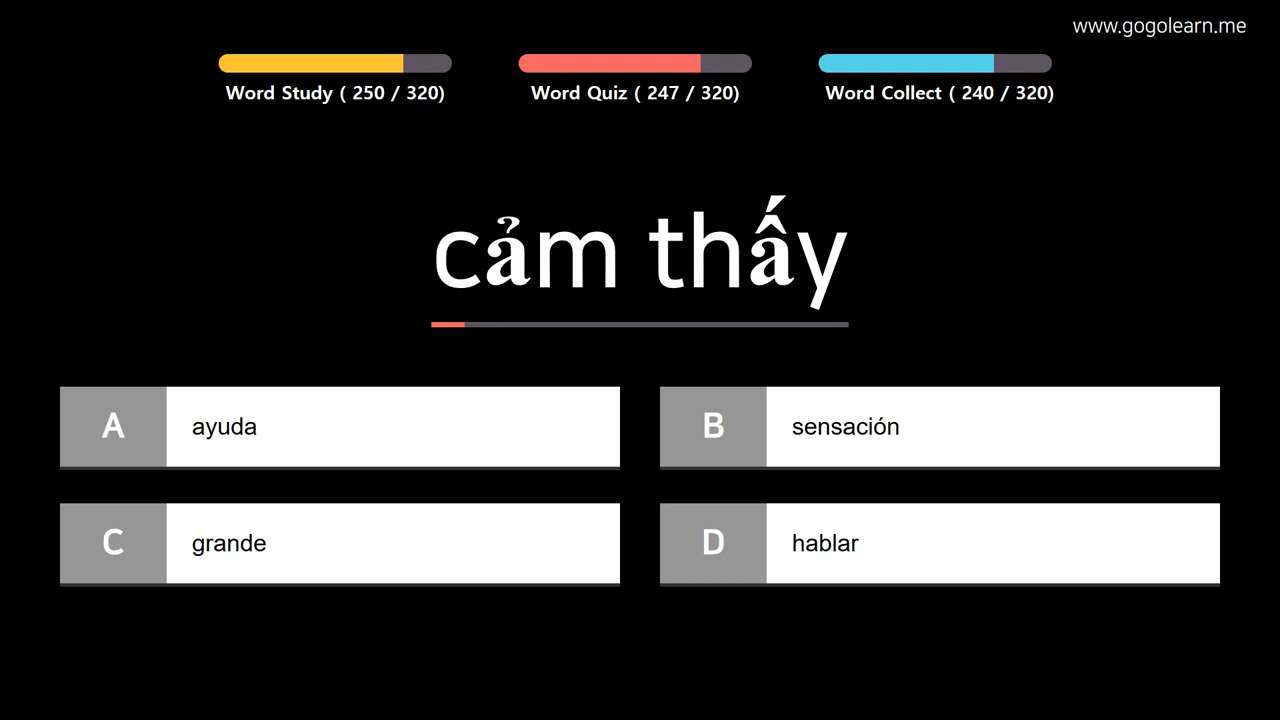 www.gogolearn.me
Word Study ( 250 / 320)
Word Quiz ( 247 / 320)
Word Collect ( 240 / 320)
cảm thấy
A ayuda
B sensación
C grande
D hablar